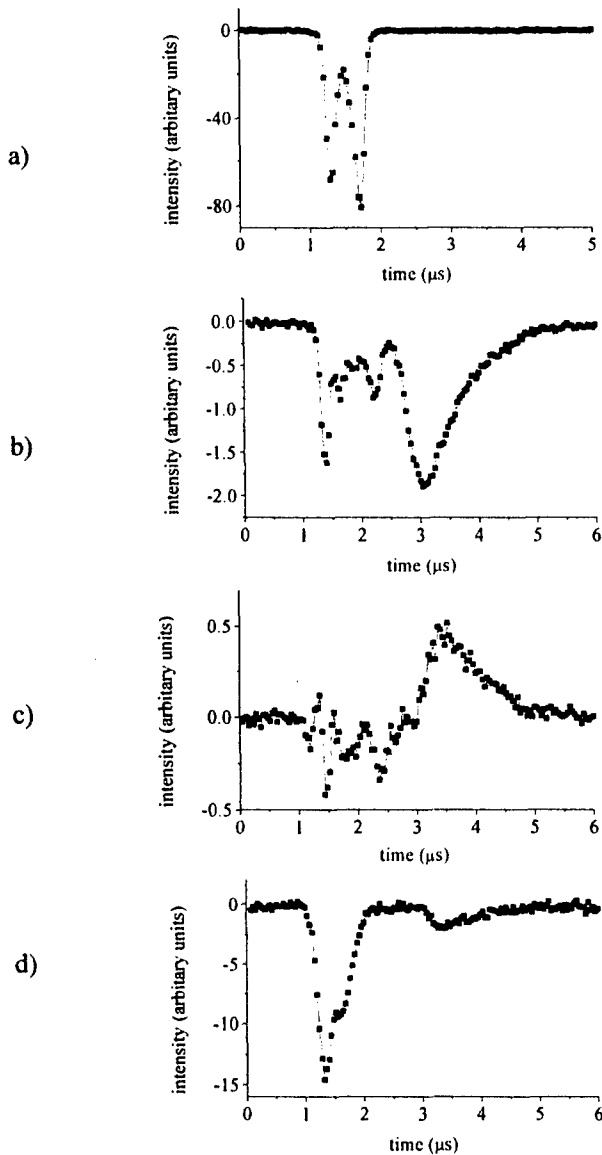 a)
intensity (arbitary units)
0
-40
-80
0 1 2 3 4 5
time (μs)
b)
intensity (arbitary units)
0.0
-0.5
-1.0
-1.5
-2.0
0 1 2 3 4 5 6
time (μs)
c)
intensity (arbitary units)
0.5
0.0
-0.5
0 1 2 3 4 5 6
time (μs)
d)
intensity (arbitary units)
0
-5
-10
-15
0 1 2 3 4 5 6
time (μs)